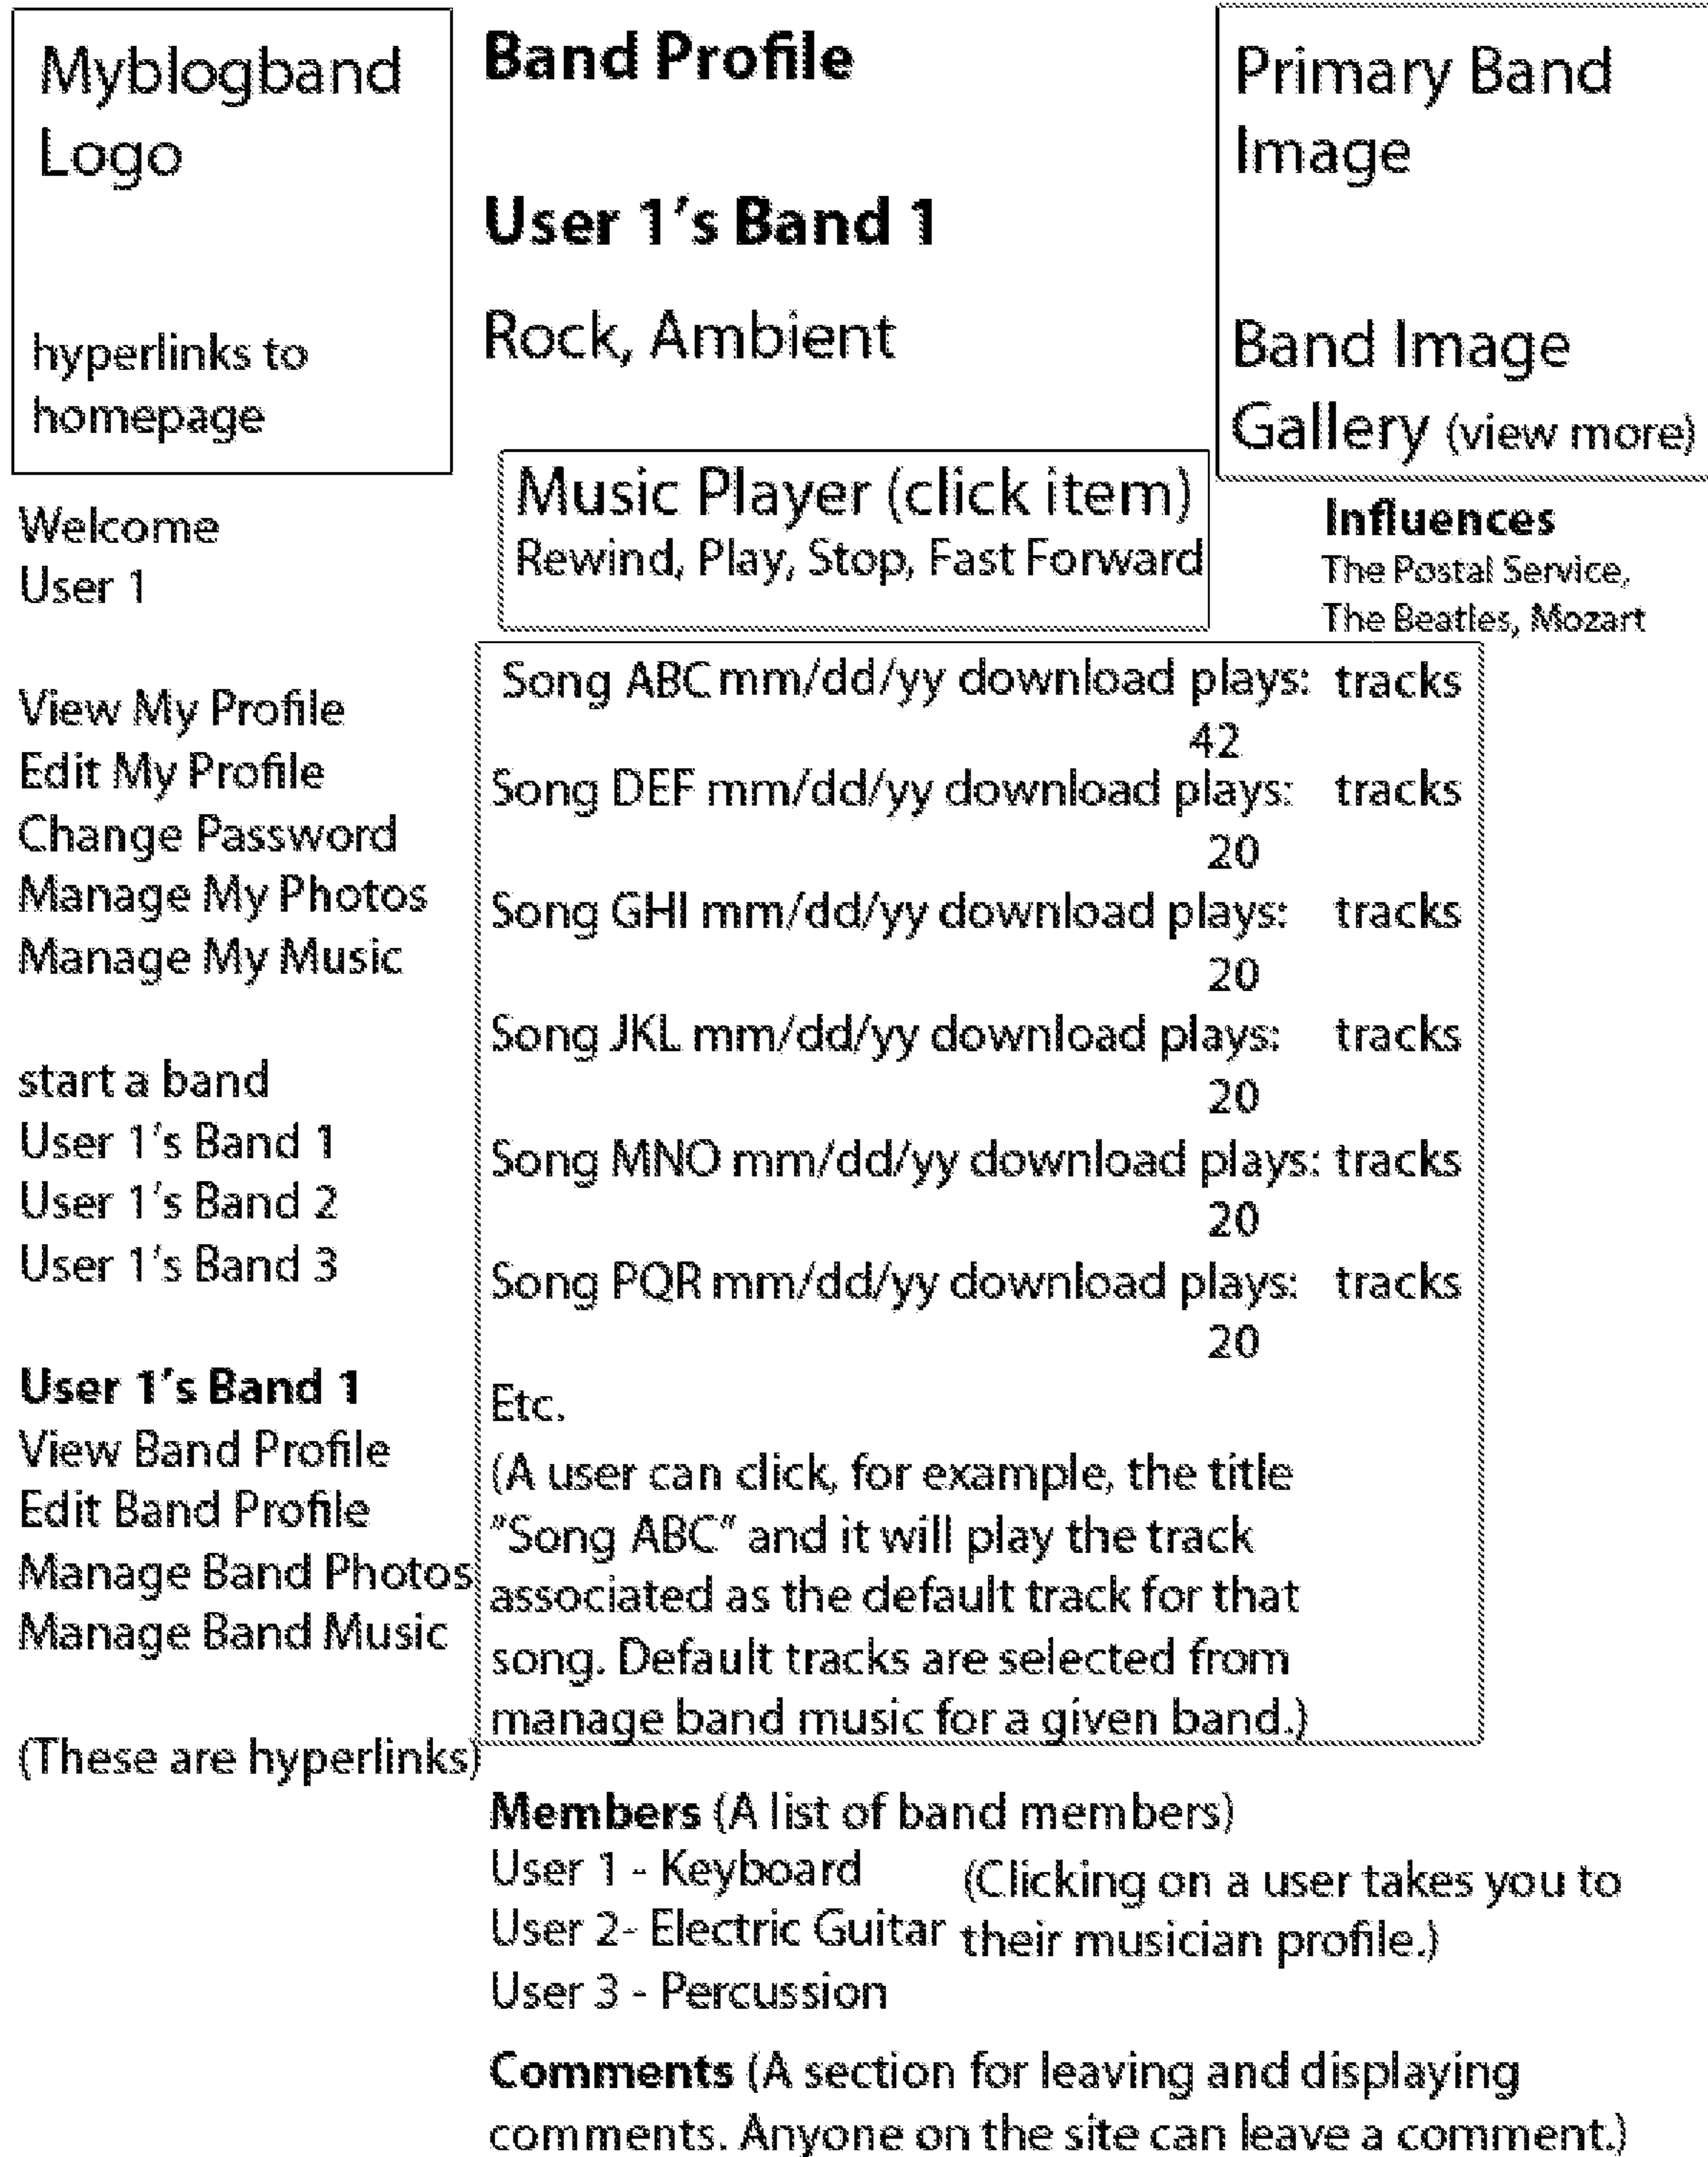 Myblogband
Logo
hyperlinks to
homepage
Welcome
User 1
View My Profile
Edit My Profile
Change Password
Manage My Photos
Manage My Music
start a band
User 1's Band 1
User 1's Band 2
User 1's Band 3
User 1's Band 1
View Band Profile
Edit Band Profile
Manage Band Photos
Manage Band Music
(These are hyperlinks)
Band Profile
User 1's Band 1
Rock, Ambient
Primary Band
Image
Band Image
Gallery (view more)
Music Player (click item)
Rewind, Play, Stop, Fast Forward
Influences
The Postal Service,
The Beatles, Mozart
Song ABC mm/dd/yy download plays: tracks
42
Song DEF mm/dd/yy download plays: tracks
20
Song GHI mm/dd/yy download plays: tracks
20
Song JKL mm/dd/yy download plays: tracks
20
Song MNO mm/dd/yy download plays: tracks
20
Song PQR mm/dd/yy download plays: tracks
20
Etc.
(A user can click, for example, the title
"Song ABC" and it will play the track
associated as the default track for that
song. Default tracks are selected from
manage band music for a given band.)
Members (A list of band members)
User 1 - Keyboard
User 2- Electric Guitar
User 3 - Percussion
(Clicking on a user takes you to
their musician profile.)
Comments (A section for leaving and displaying
comments. Anyone on the site can leave a comment.)